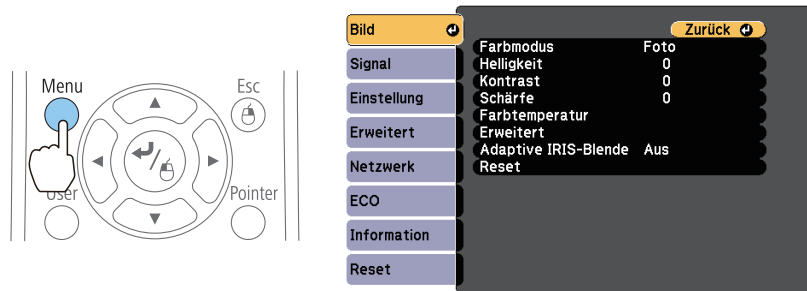 Menu
Esc
User
Pointer
Bild
Signal
Einstellung
Erweitert
Netzwerk
ECO
Information
Reset
Zurück
Farbmodus Foto
Helligkeit 0
Kontrast 0
Schärfe 0
Farbtemperatur
Erweitert
Adaptive IRIS-Blende Aus
Reset